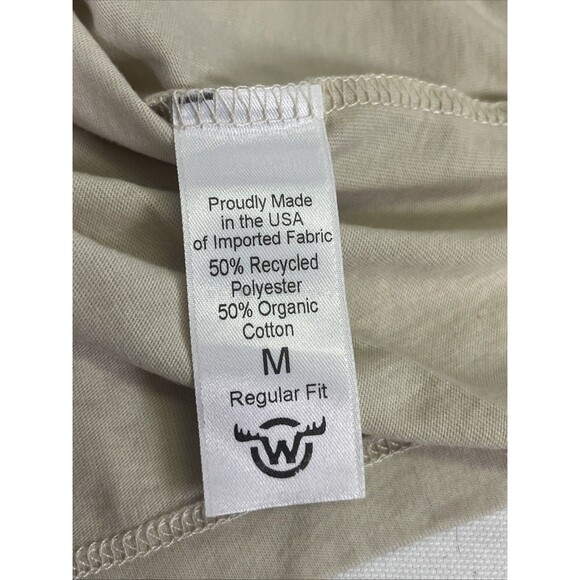 Proudly Made
in the USA
of Imported Fabric
50% Recycled
Polyester
50% Organic
Cotton
M
Regular Fit
W